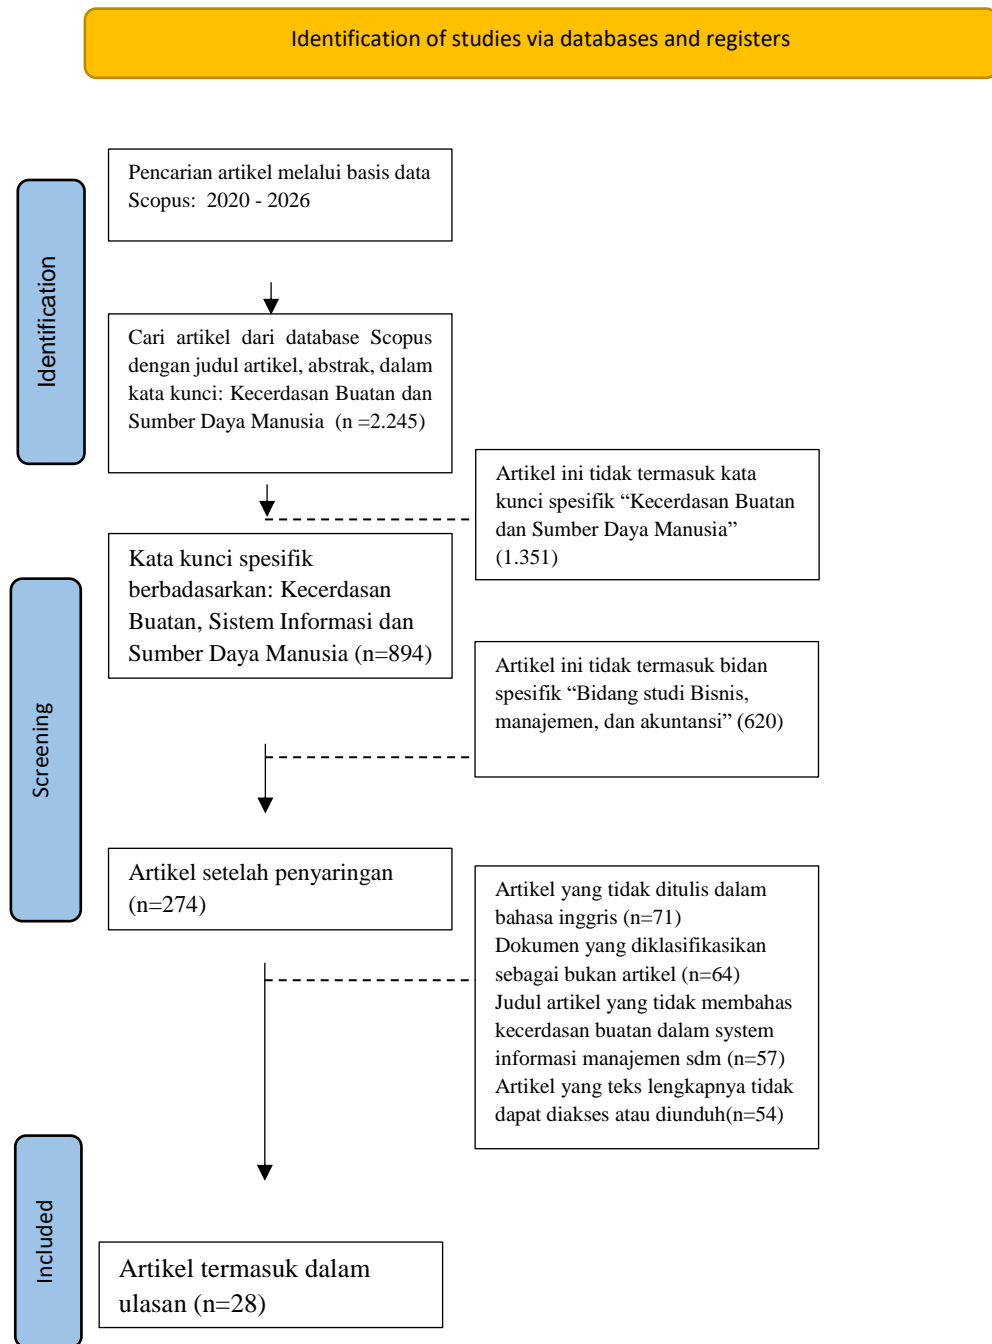 Identification of studies via databases and registers
Identification
Pencarian artikel melalui basis data
Scopus:  2020 - 2026
Cari artikel dari database Scopus
dengan judul artikel, abstrak, dalam
kata kunci: Kecerdasan Buatan dan
Sumber Daya Manusia  (n =2.245)
Artikel ini tidak termasuk kata
kunci spesifik “Kecerdasan Buatan
dan Sumber Daya Manusia”
(1.351)
Screening
Kata kunci spesifik
berbadasarkan: Kecerdasan
Buatan, Sistem Informasi dan
Sumber Daya Manusia (n=894)
Artikel ini tidak termasuk bidan
spesifik “Bidang studi Bisnis,
manajemen, dan akuntansi” (620)
Artikel setelah penyaringan
(n=274)
Artikel yang tidak ditulis dalam
bahasa inggris (n=71)
Dokumen yang diklasifikasikan
sebagai bukan artikel (n=64)
Judul artikel yang tidak membahas
kecerdasan buatan dalam system
informasi manajemen sdm (n=57)
Artikel yang teks lengkapnya tidak
dapat diakses atau diunduh(n=54)
Included
Artikel termasuk dalam
ulasan (n=28)